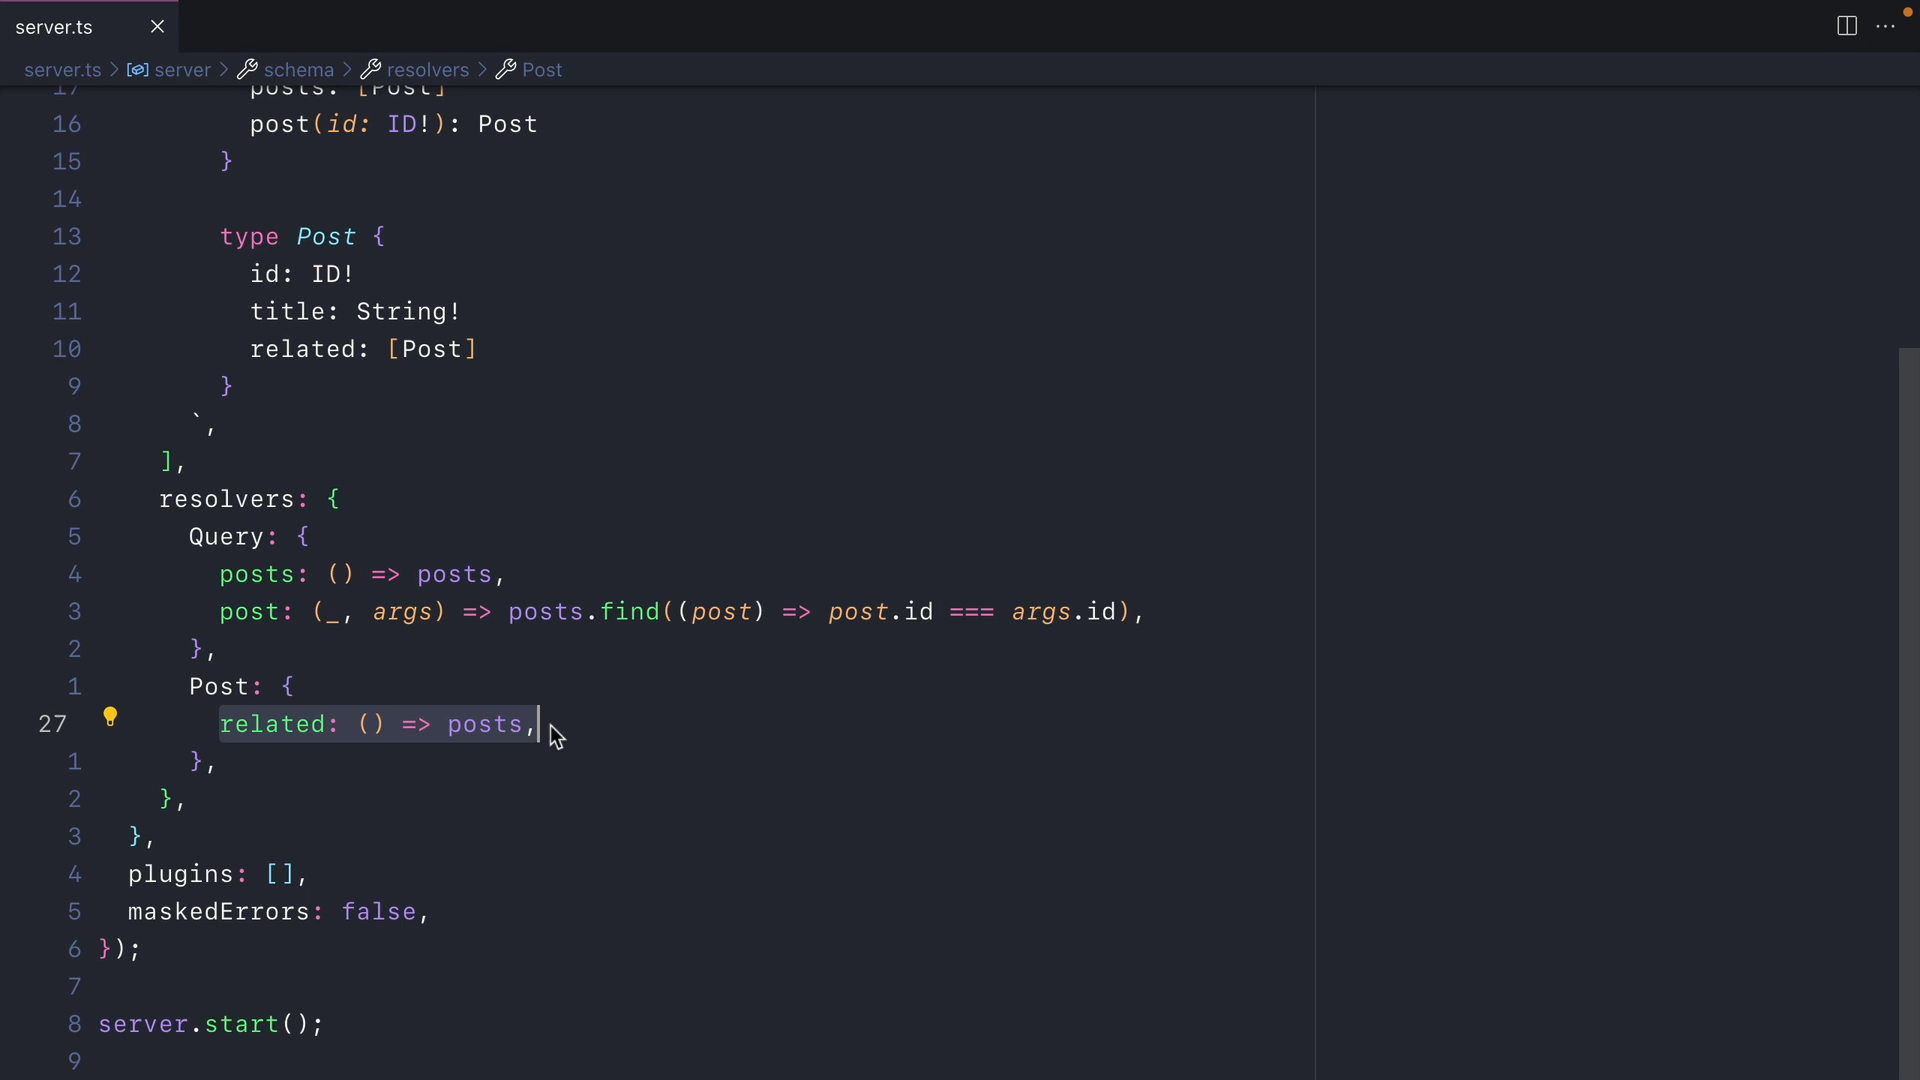 server.ts
server.ts > server > schema > resolvers > Post
17 posts: [Post]
16 post(id: ID!): Post
15 }
14
13 type Post {
12 id: ID!
11 title: String!
10 related: [Post]
9 }
8 `,
7 ],
6 resolvers: {
5 Query: {
4 posts: () => posts,
3 post: (_, args) => posts.find((post) => post.id === args.id),
2 },
1 Post: {
27 related: () => posts,
1 },
2 },
3 },
4 plugins: [],
5 maskedErrors: false,
6 });
7
8 server.start();
9